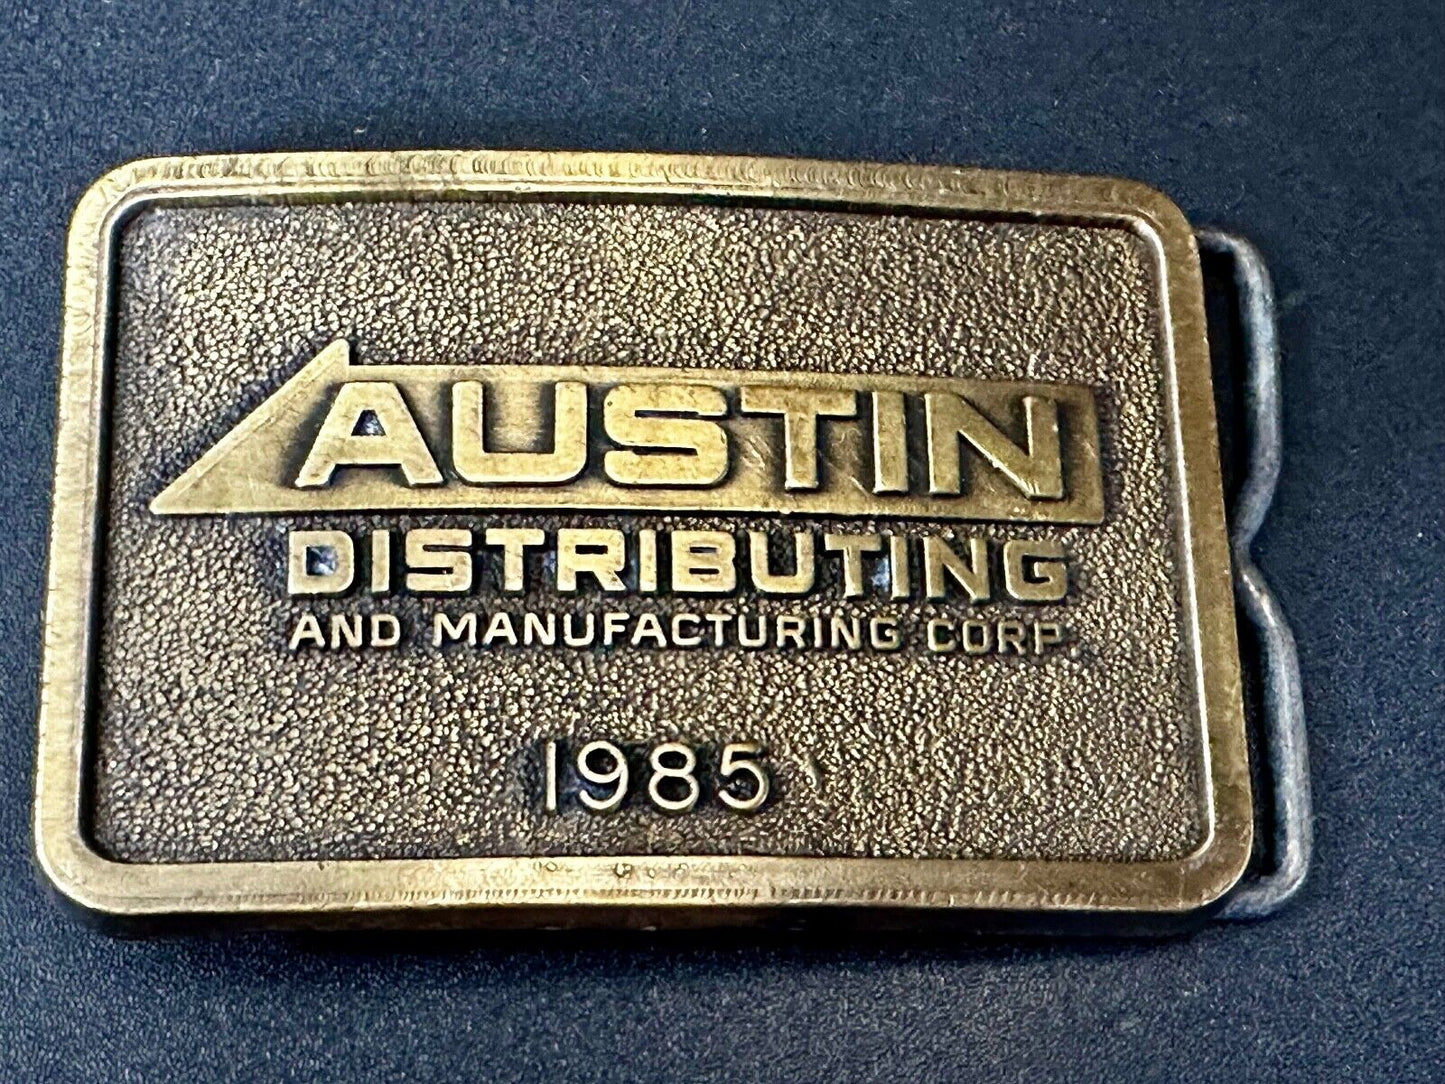 AUSTIN
DISTRIBUTING
AND MANUFACTURING CORP.
1985